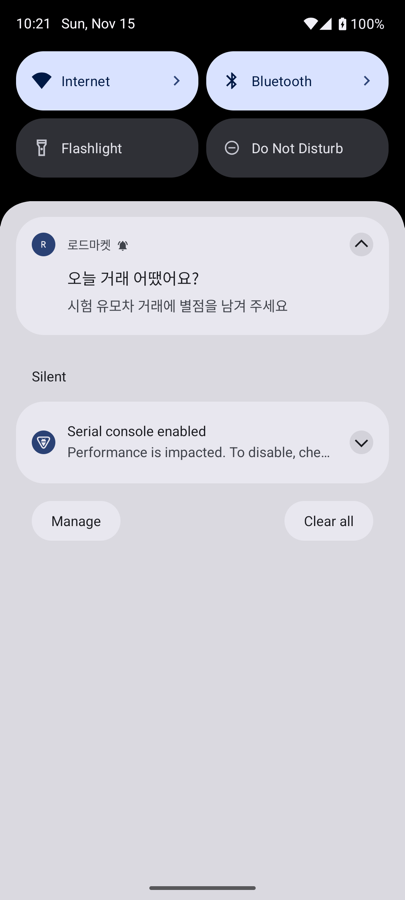 10:21 Sun, Nov 15 100%
Internet Bluetooth
Flashlight Do Not Disturb
R 로드마켓
오늘 거래 어땠어요?
시험 유모차 거래에 별점을 남겨 주세요
Silent
Serial console enabled
Performance is impacted. To disable, che…
Manage Clear all